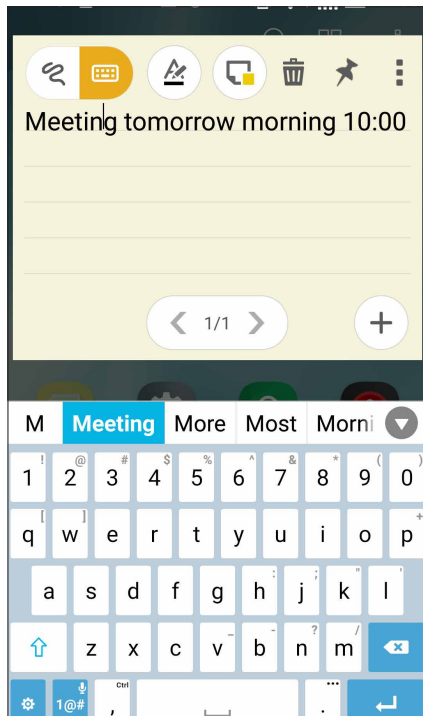 Meeting tomorrow morning 10:00
1/1
M Meeting More Most Morni
! @ # $ % ^ & * ( )
1 2 3 4 5 6 7 8 9 0
[ ] +
q w e r t y u i o p
: ; " '
a s d f g h j k l
_ - ? /
z x c v b n m
Ctrl ...
1@# , .